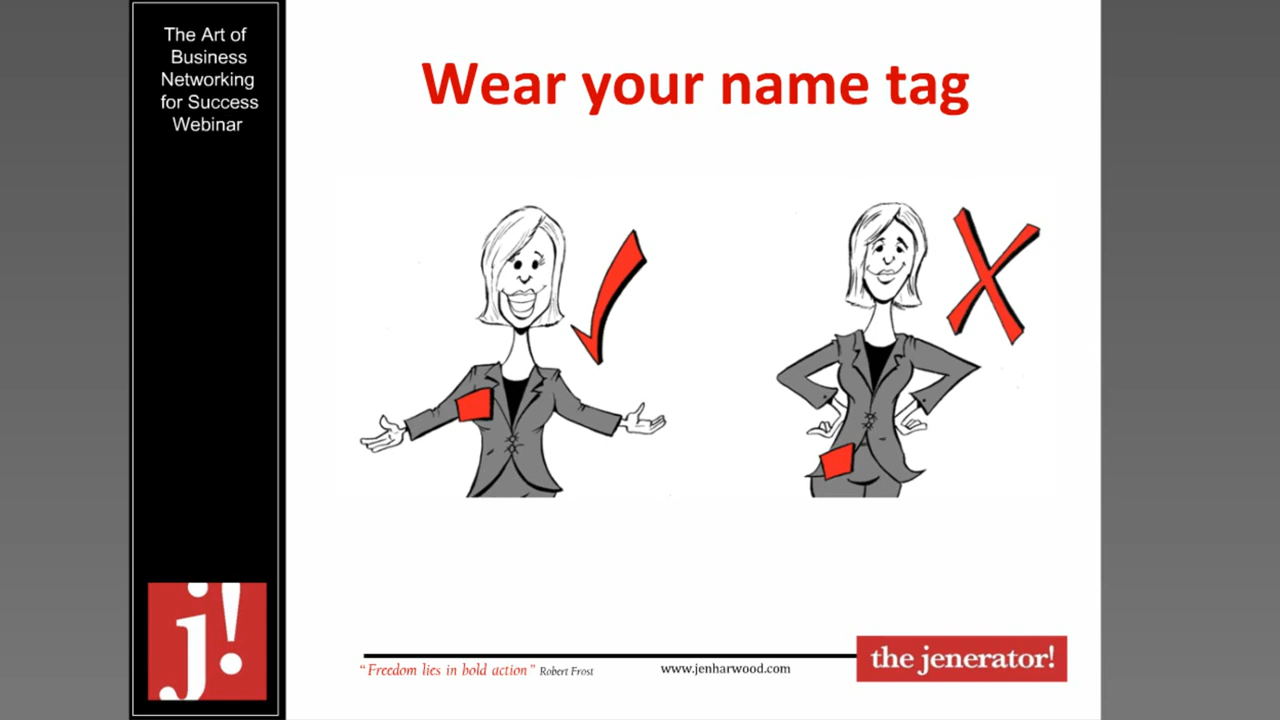 The Art of
Business
Networking
for Success
Webinar
Wear your name tag
j!
"Freedom lies in bold action" Robert Frost
www.jenharwood.com
the jenerator!